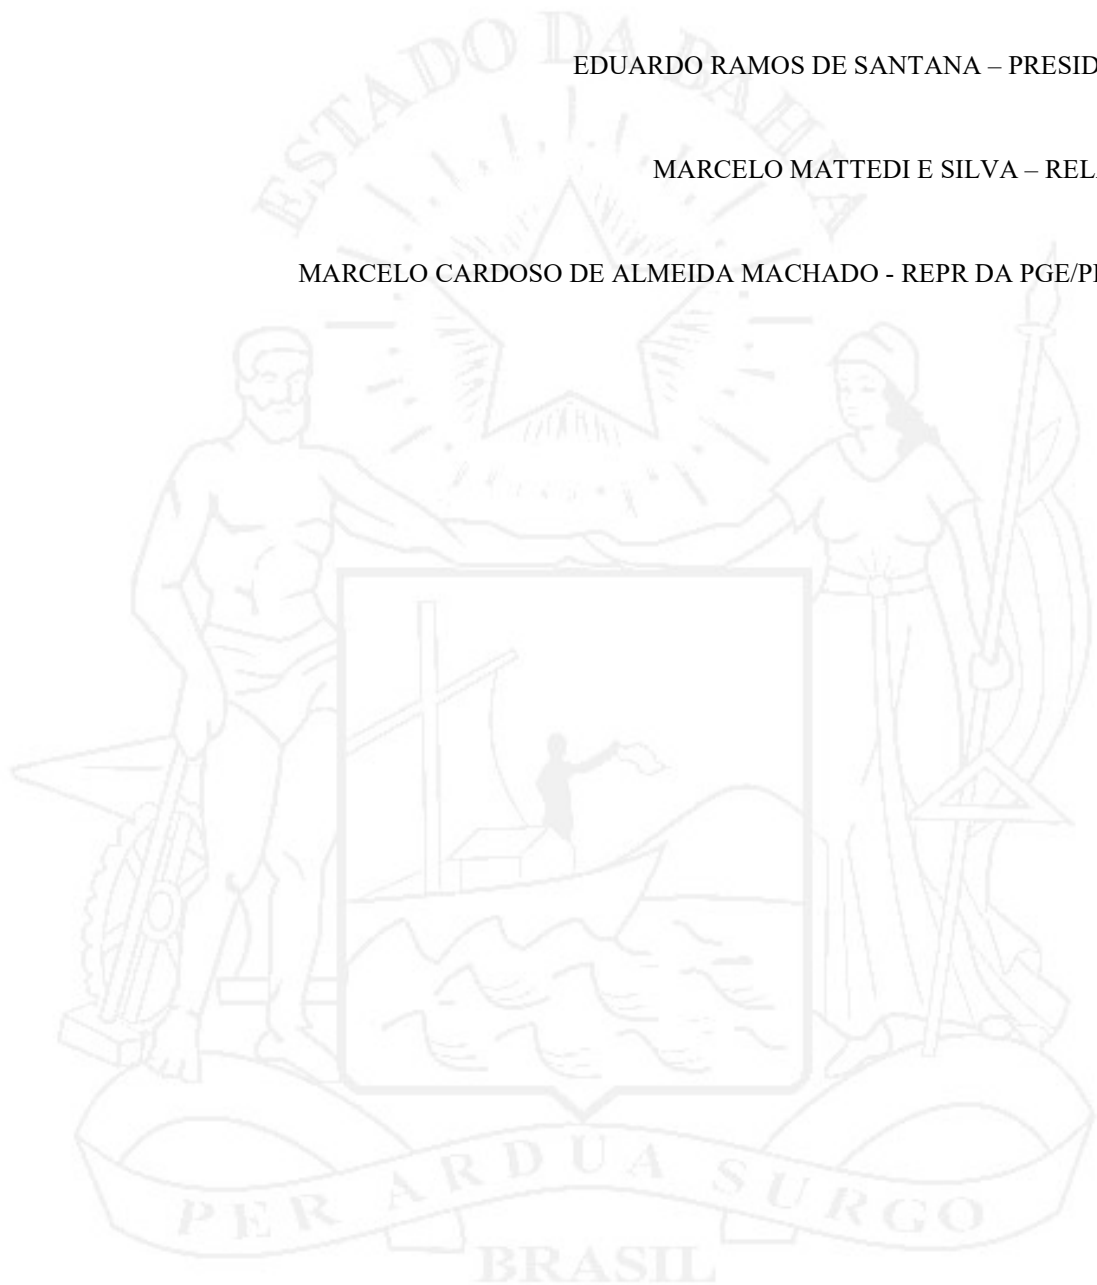 ESTADO DA BAHIA
EDUARDO RAMOS DE SANTANA – PRESID
MARCELO MATTEDI E SILVA – REL
MARCELO CARDOSO DE ALMEIDA MACHADO - REPR DA PGE/P
PER ARDUA SURGO
BRASIL